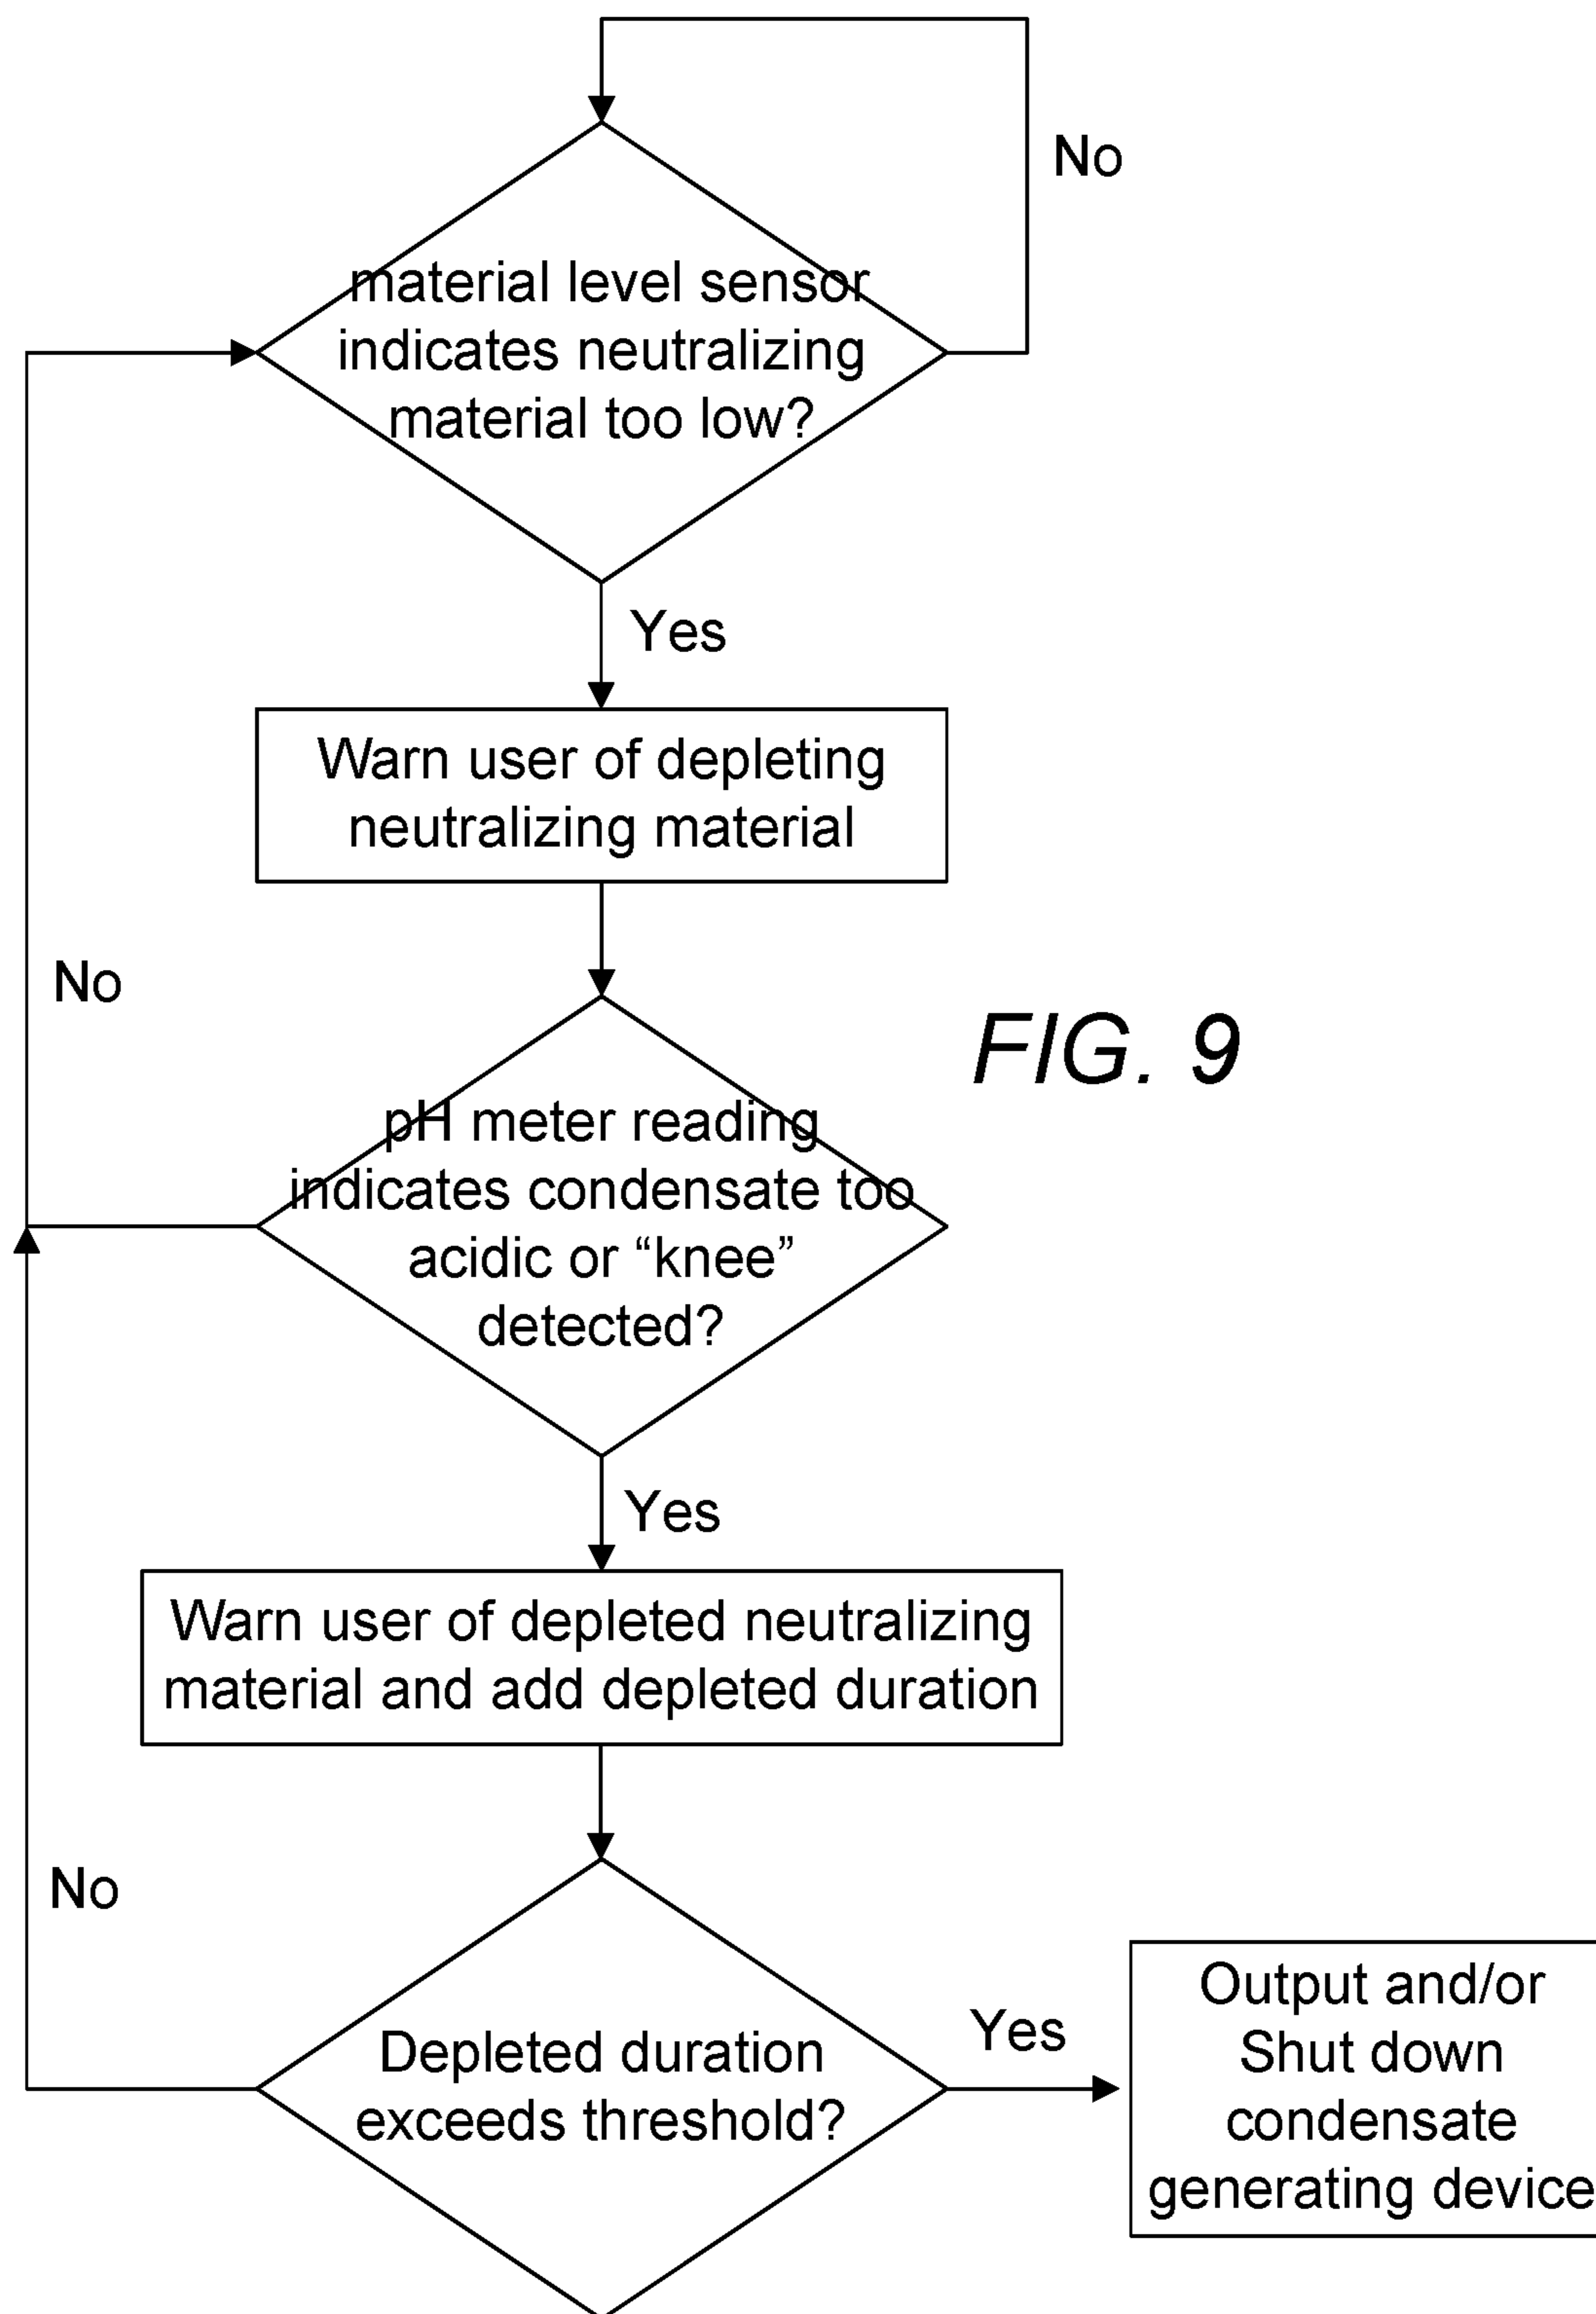 No
material level sensor
indicates neutralizing
material too low?
Yes
Warn user of depleting
neutralizing material
No
FIG. 9
pH meter reading
indicates condensate too
acidic or “knee”
detected?
Yes
Warn user of depleted neutralizing
material and add depleted duration
No
Depleted duration
exceeds threshold?
Yes
Output and/or
Shut down
condensate
generating device